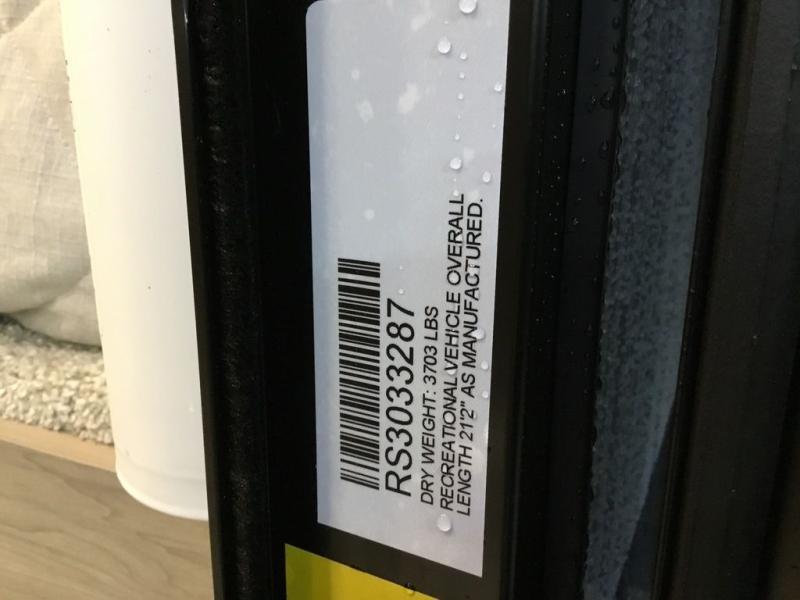 RS3033287
DRY WEIGHT: 3703 LBS
RECREATIONAL VEHICLE OVERALL
LENGTH 21'2" AS MANUFACTURED.